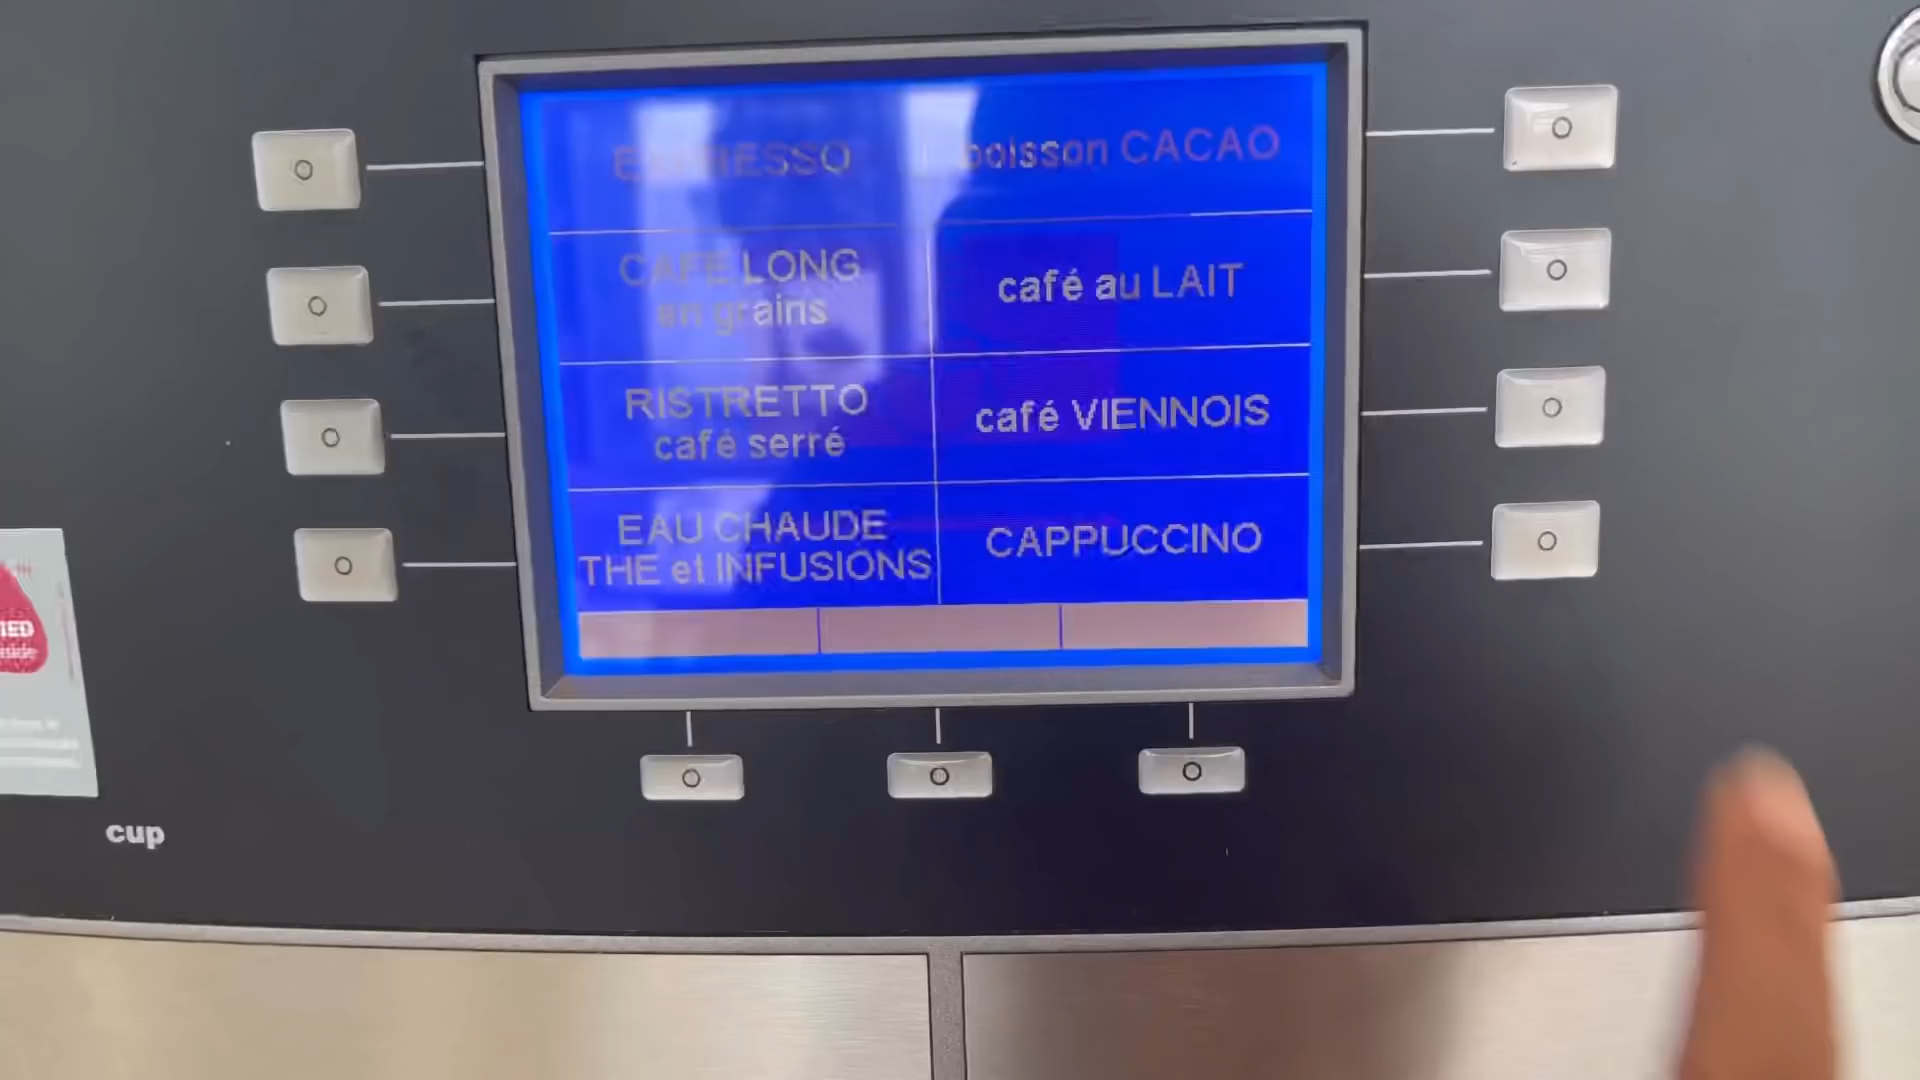 ESPRESSO
boisson CACAO
CAFE LONG
en grains
café au LAIT
RISTRETTO
café serré
café VIENNOIS
EAU CHAUDE
THE et INFUSIONS
CAPPUCCINO
cup